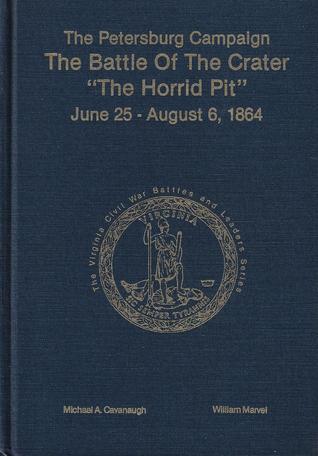 The Petersburg Campaign
The Battle Of The Crater
"The Horrid Pit"
June 25 - August 6, 1864
The Virginia Civil War Battles and Leaders Series
VIRGINIA
SIC SEMPER TYRANNIS
Michael A. Cavanaugh
William Marvel